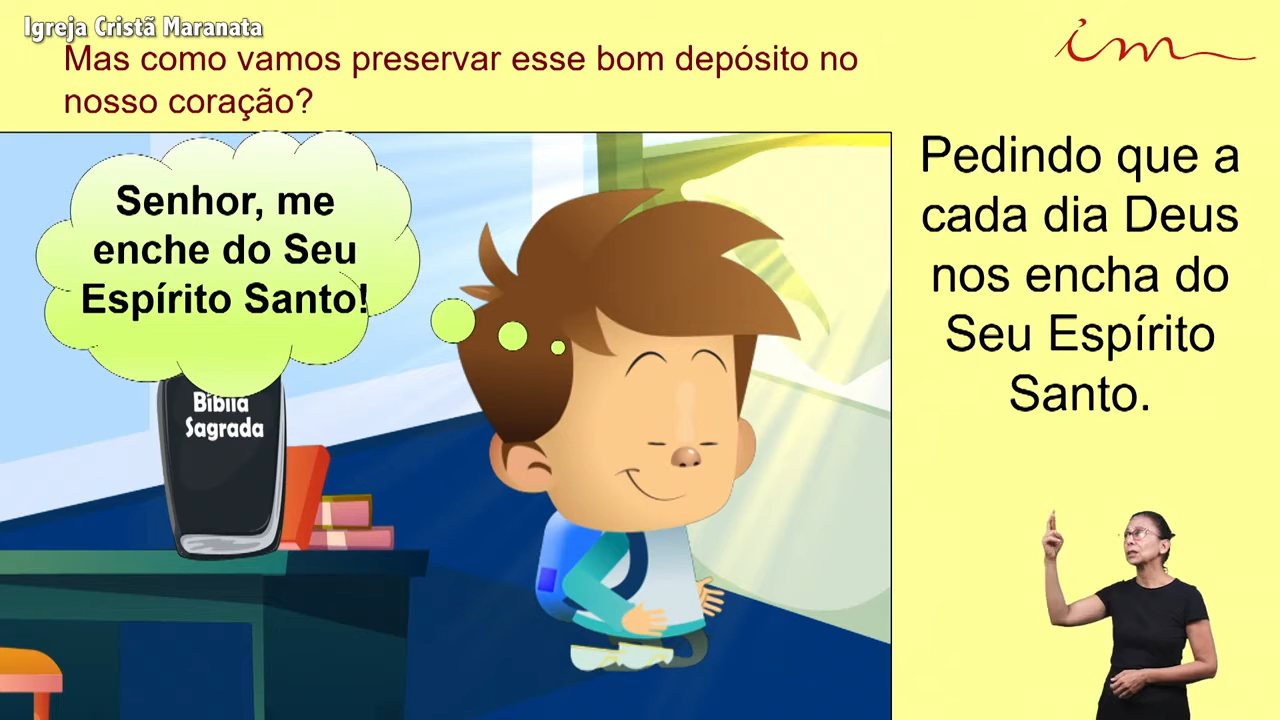 Igreja Cristã Maranata
Mas como vamos preservar esse bom depósito no
nosso coração?
im
Senhor, me
enche do Seu
Espírito Santo!
Bíblia
Sagrada
Pedindo que a
cada dia Deus
nos encha do
Seu Espírito
Santo.